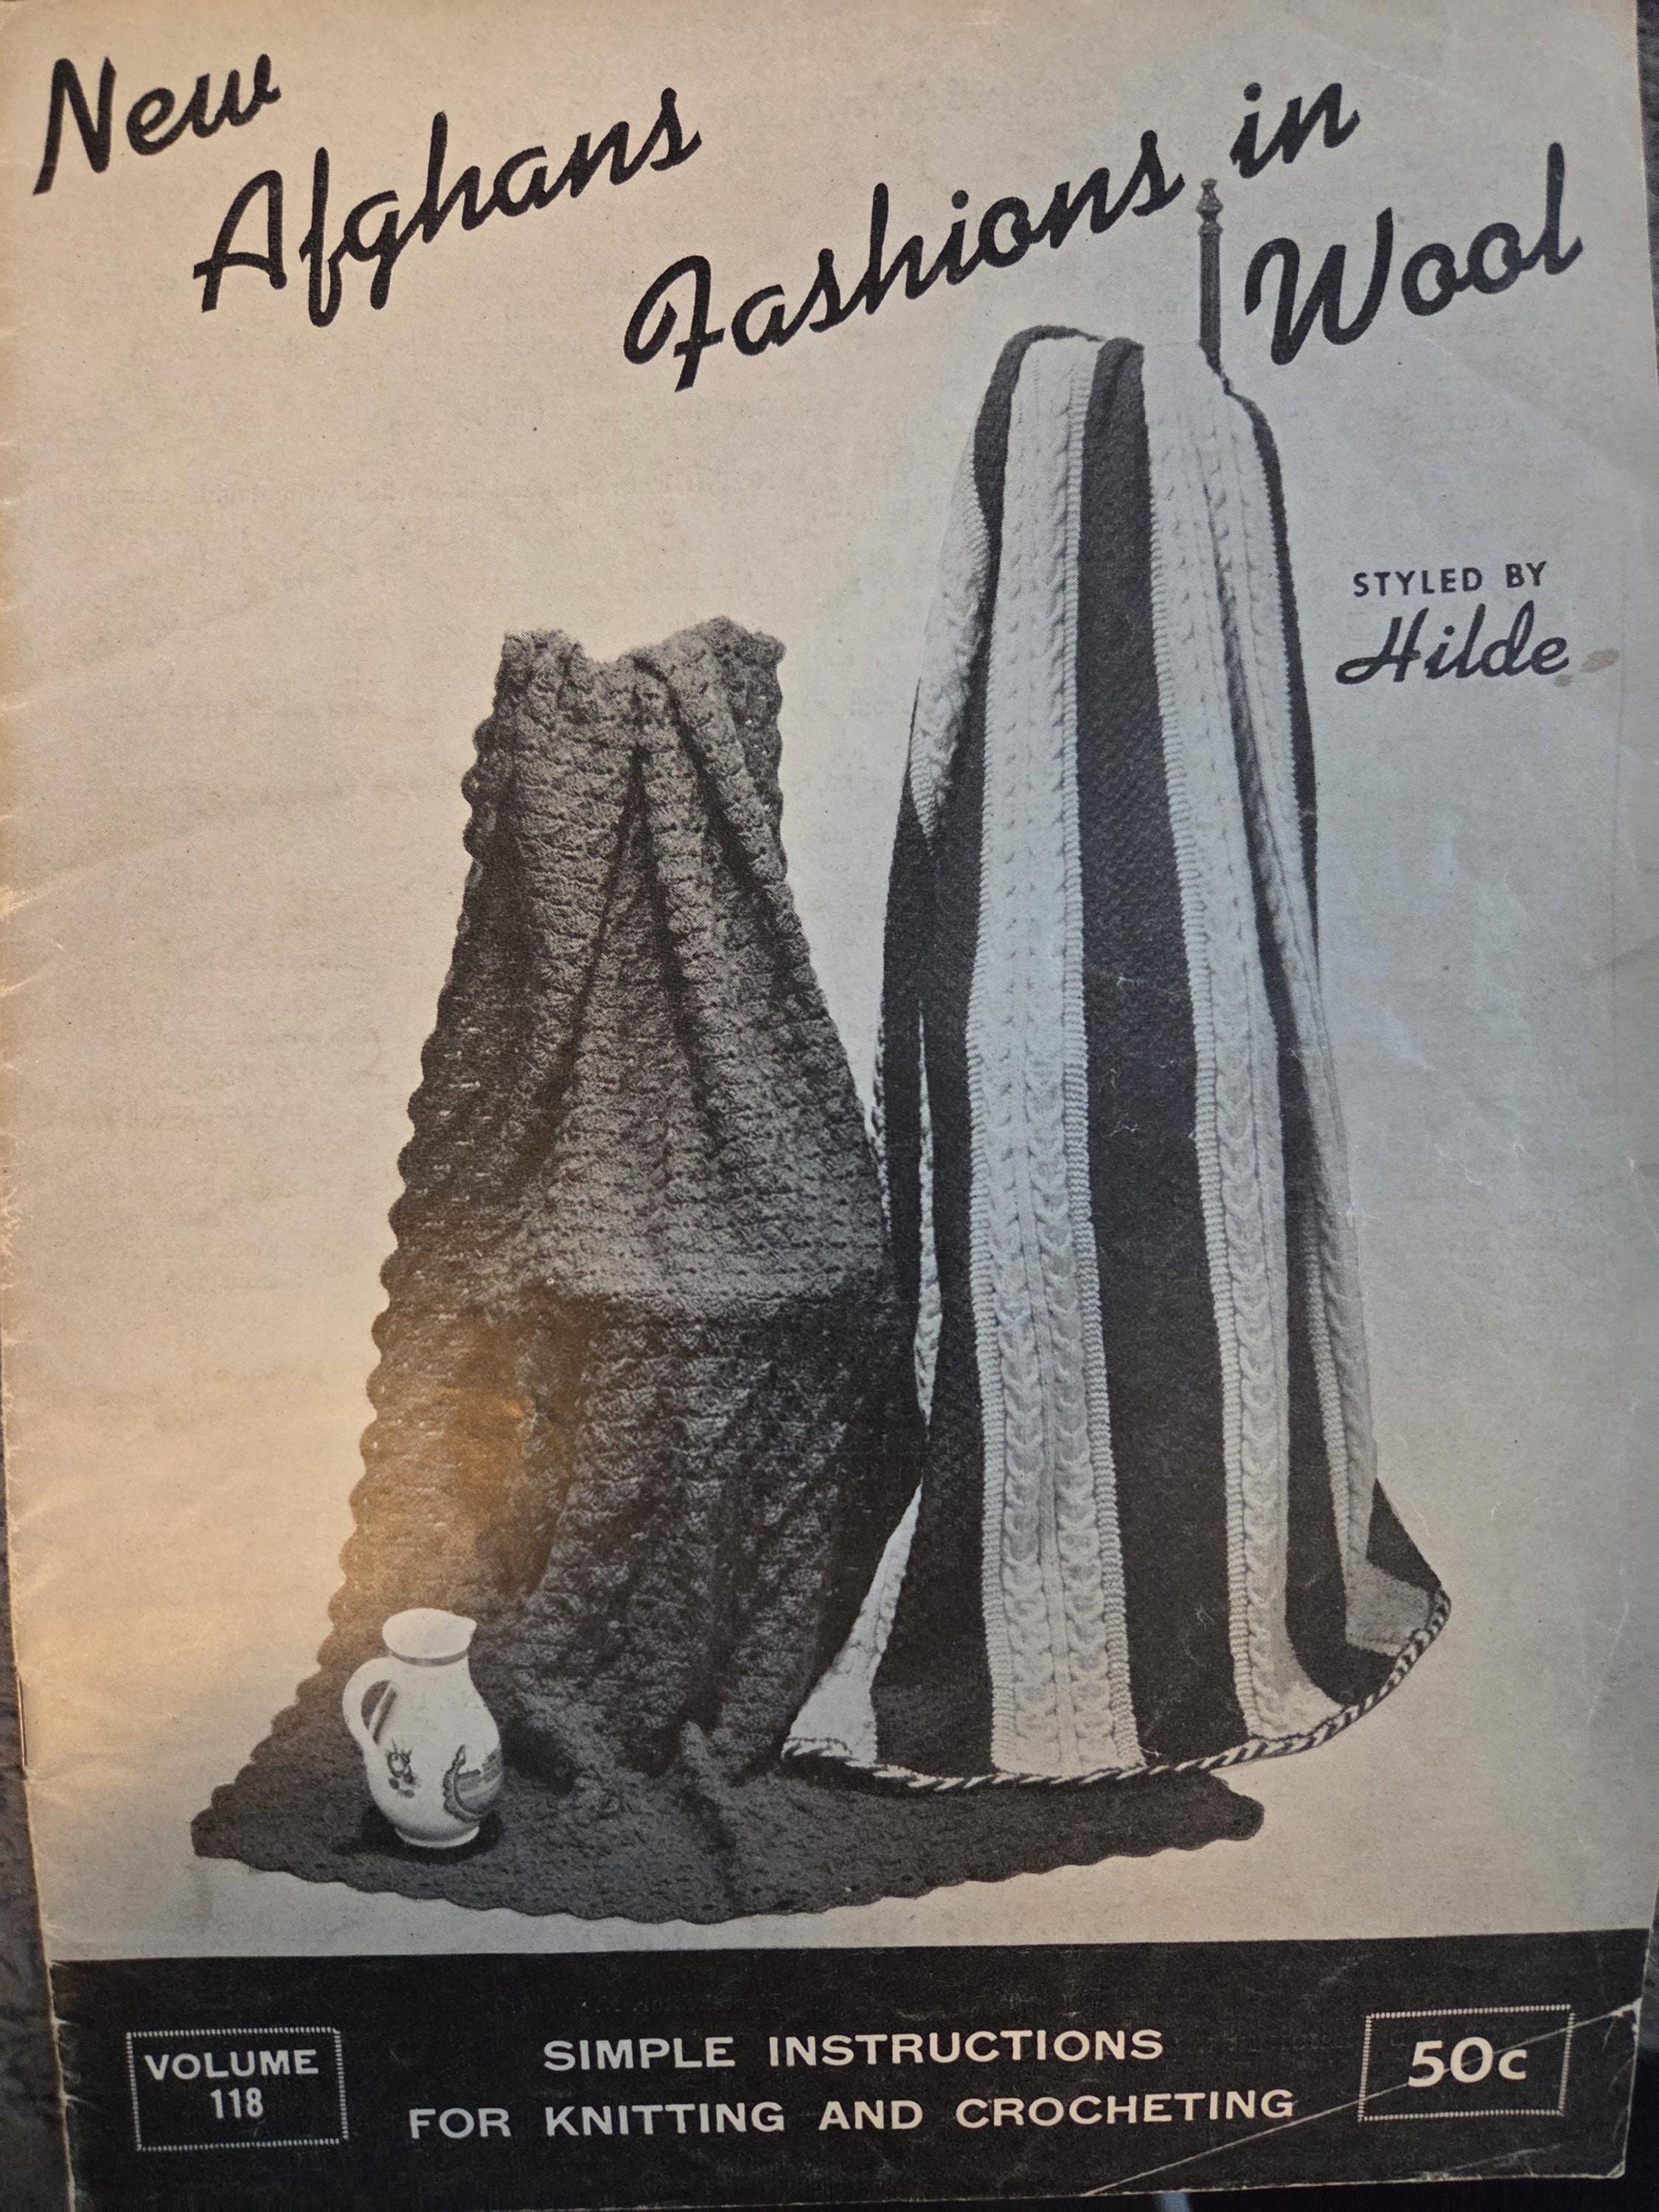 New
Afghans
Fashions in
Wool
STYLED BY
Hilde
VOLUME
118
SIMPLE INSTRUCTIONS
FOR KNITTING AND CROCHETING
50c